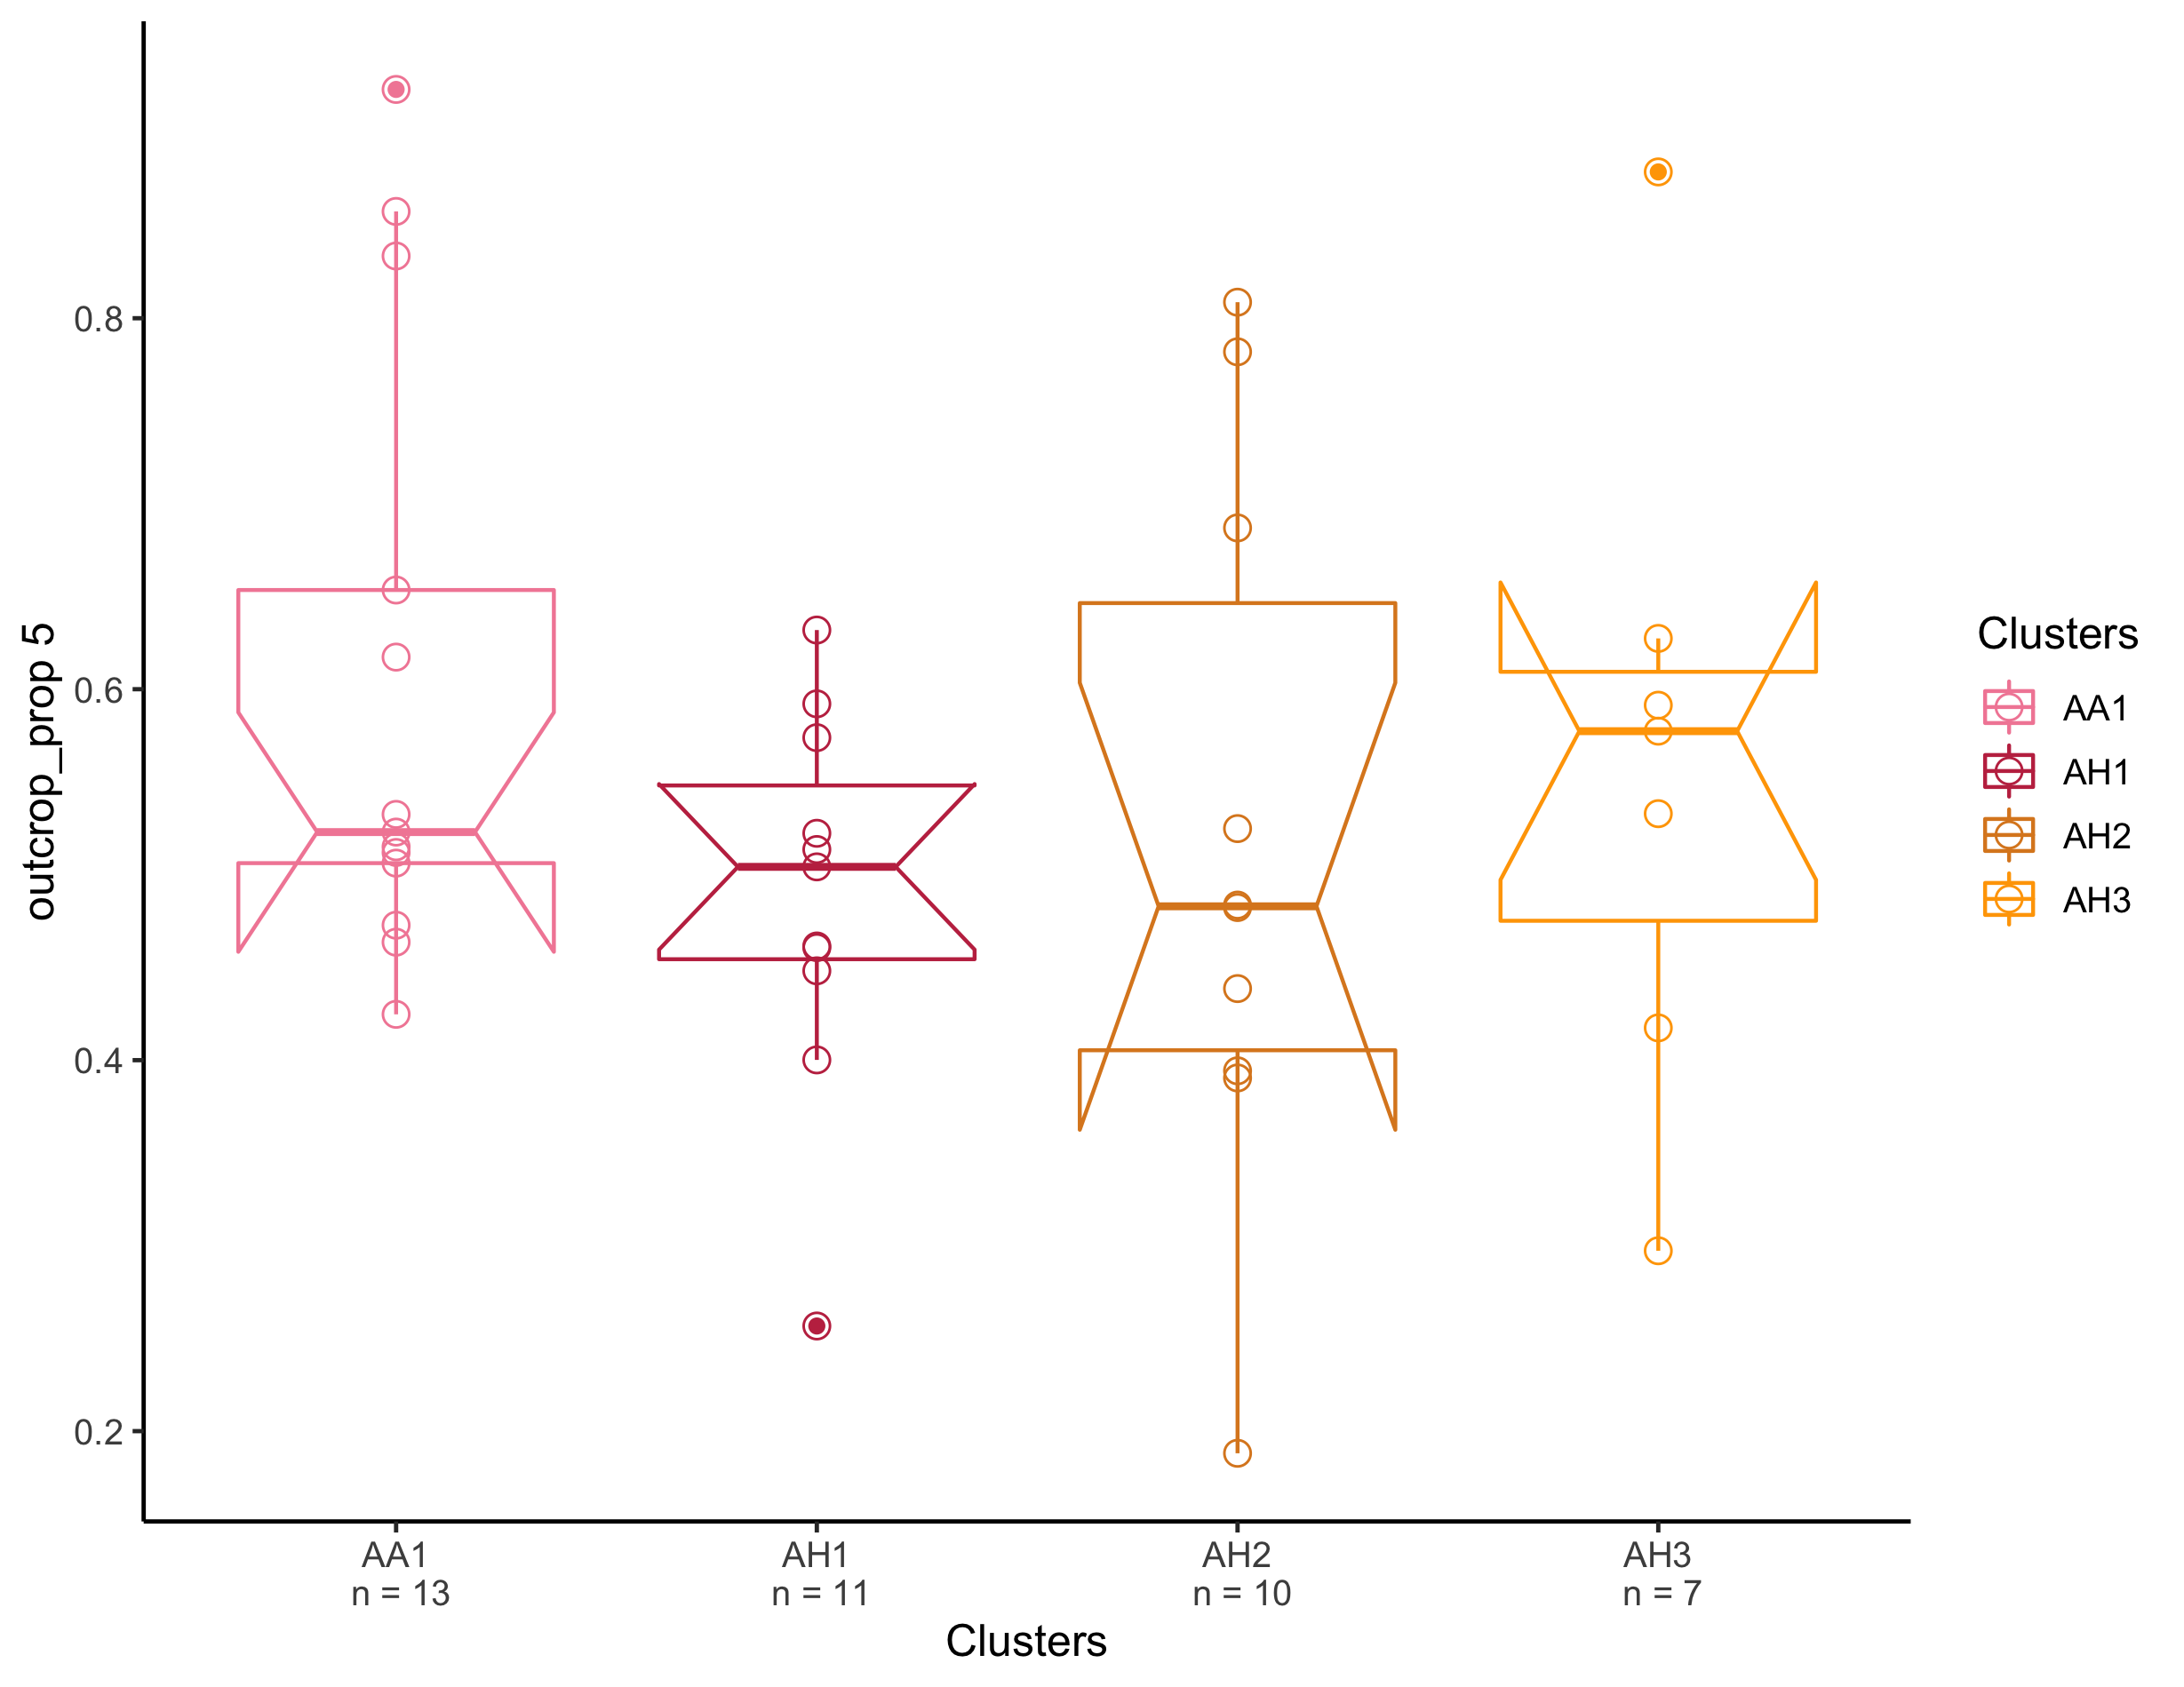 outcrop_prop 5
0.8
0.6
0.4
0.2
AA1
n = 13
AH1
n = 11
AH2
n = 10
AH3
n = 7
Clusters
Clusters
AA1
AH1
AH2
AH3